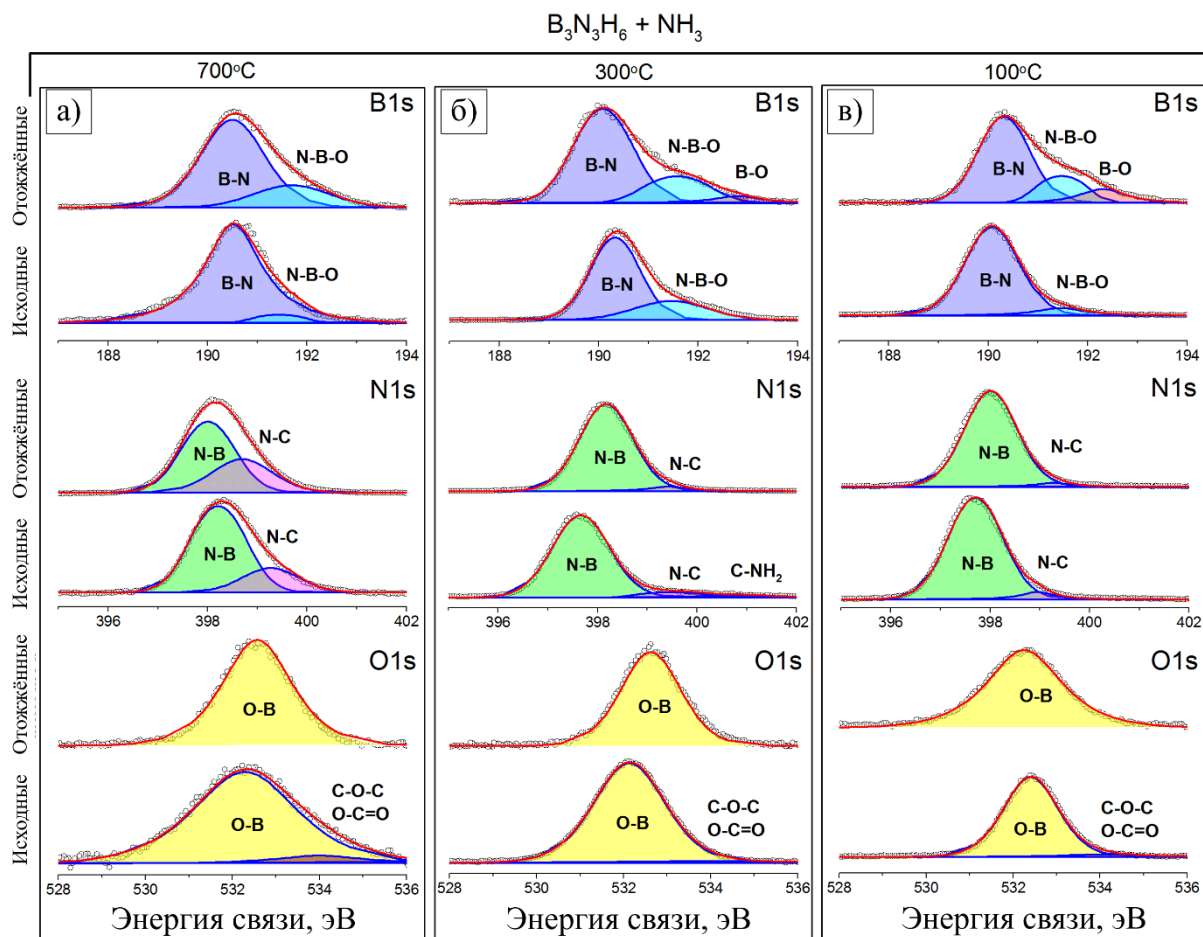 B₃N₃H₆ + NH₃
700°C
300°C
100°C
а)
B1s
Отожжённые
B-N
N-B-O
Исходные
B-N
N-B-O
188 190 192 194
N1s
Отожжённые
N-B
N-C
Исходные
N-B
N-C
396 398 400 402
O1s
Отожжённые
O-B
Исходные
O-B
C-O-C
O-C=O
528 530 532 534 536
Энергия связи, эВ
б)
B1s
B-N
N-B-O
B-O
B-N
N-B-O
188 190 192 194
N1s
N-B
N-C
N-B
N-C
C-NH₂
396 398 400 402
O1s
O-B
O-B
C-O-C
O-C=O
528 530 532 534 536
Энергия связи, эВ
в)
B1s
B-N
N-B-O
B-O
B-N
N-B-O
188 190 192 194
N1s
N-B
N-C
N-B
N-C
396 398 400 402
O1s
O-B
O-B
C-O-C
O-C=O
528 530 532 534 536
Энергия связи, эВ